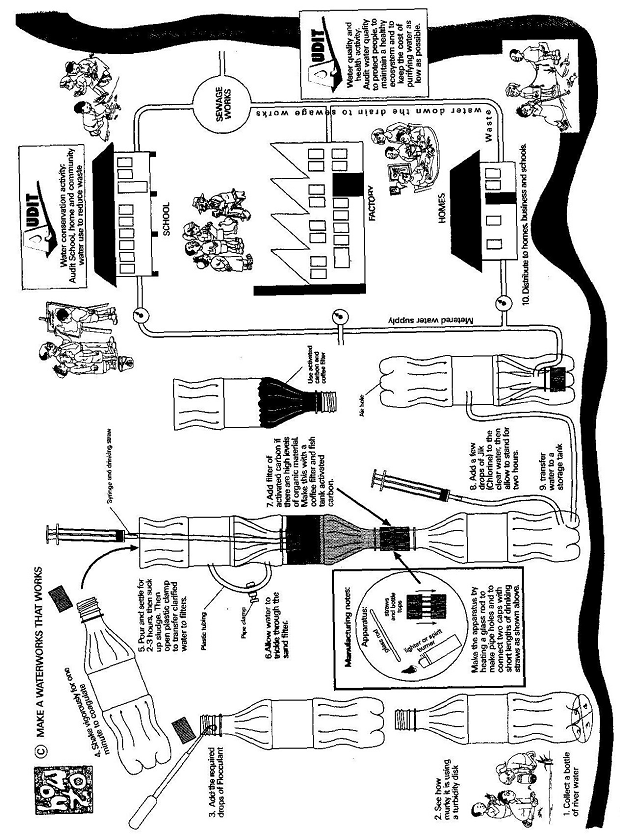 © MAKE A WATERWORKS THAT WORKS
1. Collect a bottle
of river water
2. See how
murky it is using
a turbidity disk
3. Add the required
drops of Flocculant
4. Shake vigorously for one
minute to coagulate
5. Pour and settle for
2-3 hours, then suck
up sludge. Then
open plastic clamp
to transfer clarified
water to filters.
Syringe and drinking straw
Plastic tubing
Pipe clamp
6. Allow water to
trickle through the
sand filter.
Manufacturing notes:
Apparatus:
glass rod
straws
and bottle
tops
lighter or spirit
burner
Make the apparatus by
heating a glass rod to
make pipe holes and to
connect two caps with
short lengths of drinking
straws as shown above.
7. Add filter of
activated carbon if
there are high levels
of organic material.
Make this with a
coffee filter and fish
tank activated
carbon.
Use activated
carbon and
coffee filter
8. Add a few
drops of Jik
(Chlorine) to the
clear water, then
allow to stand for
two hours.
9. transfer
water to a
storage tank
Air hole
Metered water supply
10. Distribute to homes, business and schools.
AUDIT
Water conservation activity:
Audit School, home and community
water use to reduce waste
SCHOOL
FACTORY
HOMES
SEWAGE
WORKS
Waste water down the drain to sewage works
AUDIT
Water quality and
health activity.
Audit water quality
to protect people, to
maintain a healthy
ecosystem and to
keep the cost of
purifying water as
low as possible.